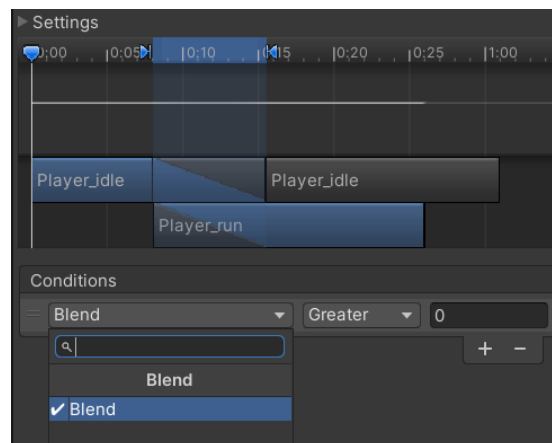 Settings
0;00 0;05 0;10 0;15 0;20 0;25 1:00
Player_idle Player_idle
Player_run
Conditions
Blend Greater 0
Blend
Blend